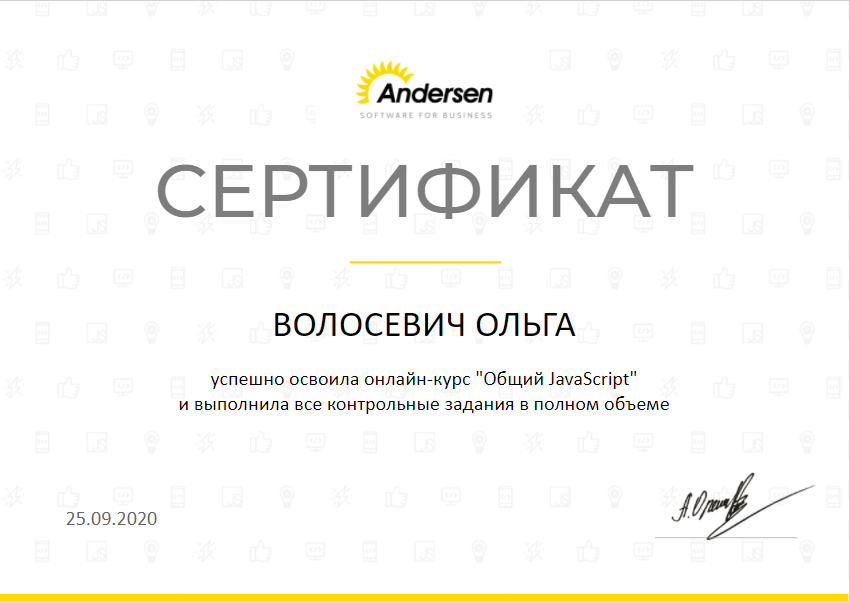 Andersen
SOFTWARE FOR BUSINESS
СЕРТИФИКАТ
ВОЛОСЕВИЧ ОЛЬГА
успешно освоила онлайн-курс "Общий JavaScript"
и выполнила все контрольные задания в полном объеме
25.09.2020